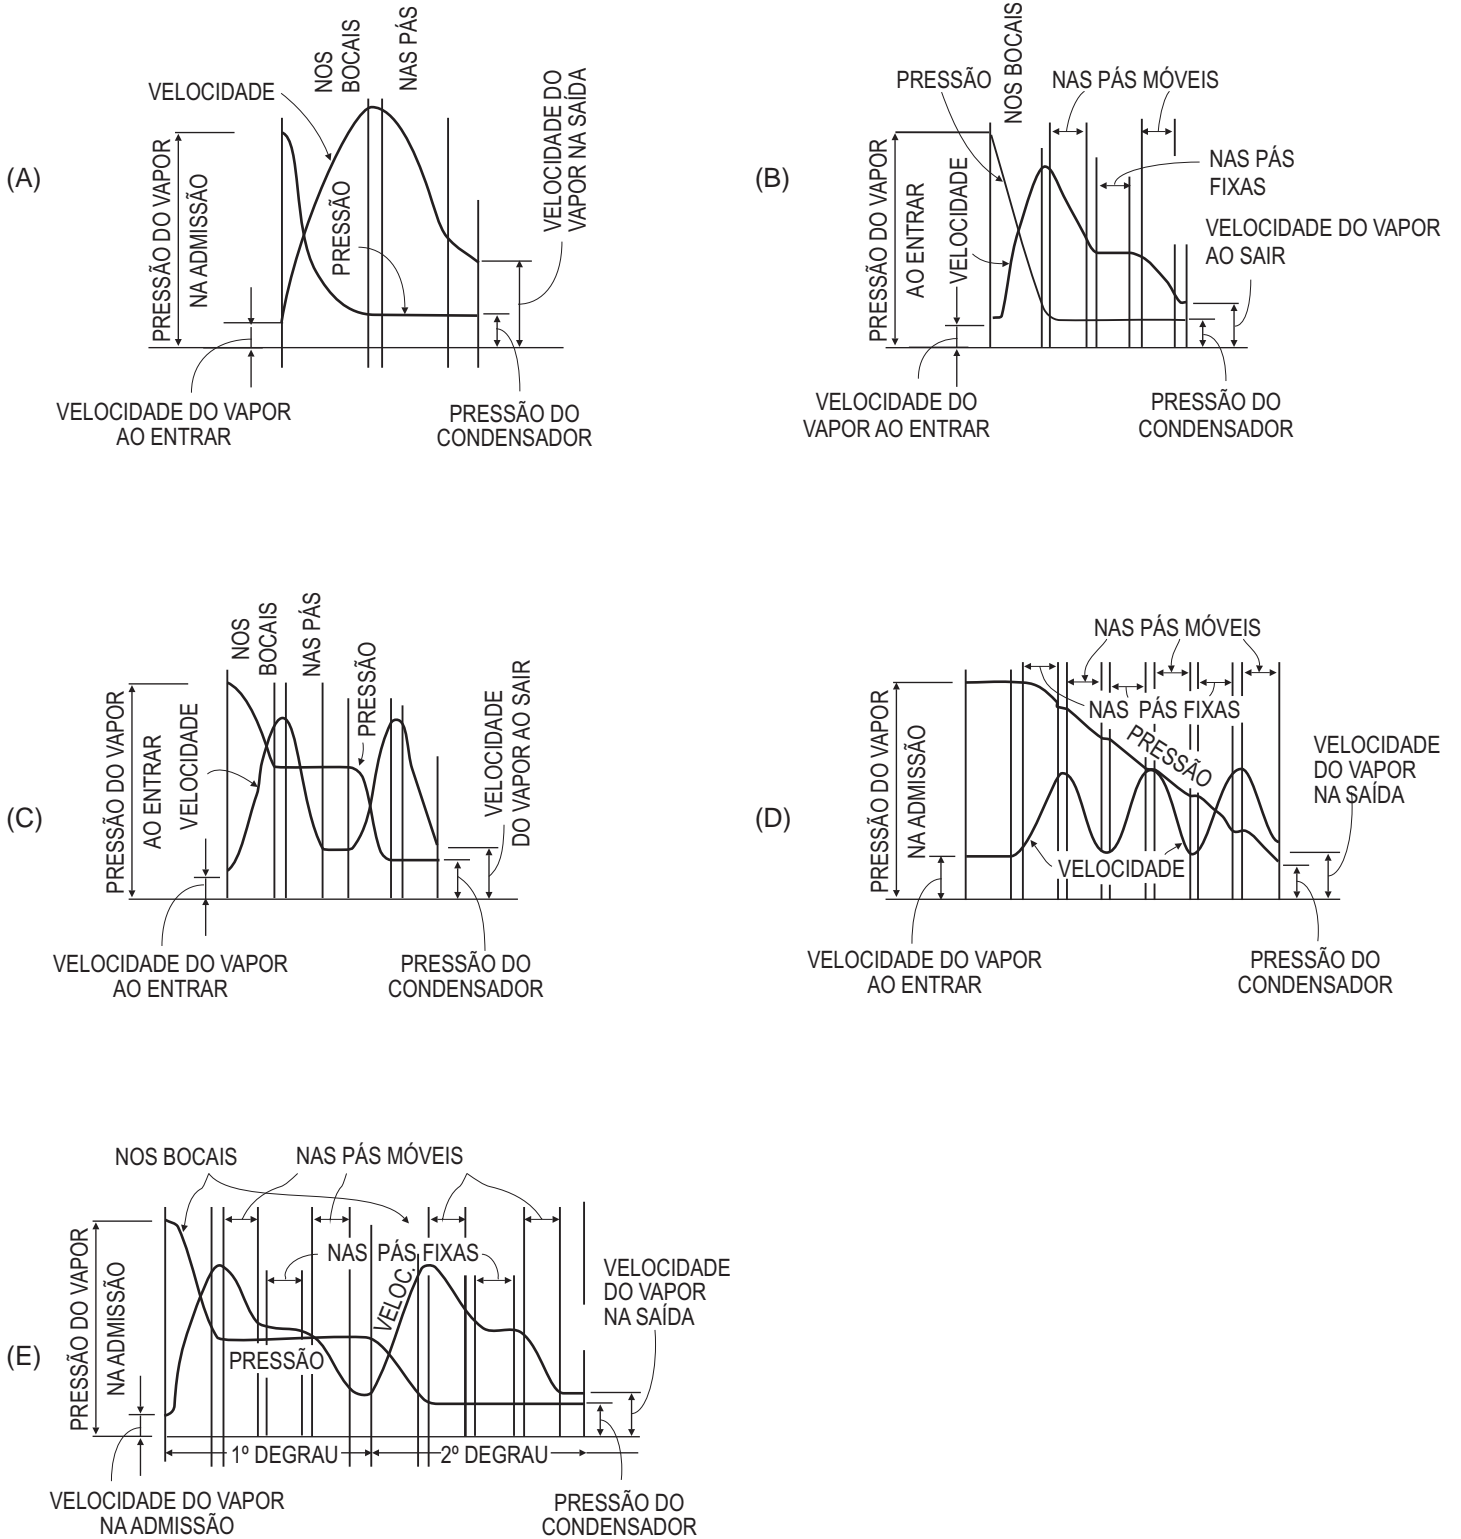 (A)
VELOCIDADE
NOS
BOCAIS
NAS PÁS
PRESSÃO DO VAPOR
NA ADMISSÃO
PRESSÃO
VELOCIDADE DO
VAPOR NA SAÍDA
VELOCIDADE DO VAPOR
AO ENTRAR
PRESSÃO DO
CONDENSADOR
(B)
PRESSÃO
NOS BOCAIS
NAS PÁS MÓVEIS
NAS PÁS
FIXAS
PRESSÃO DO VAPOR
AO ENTRAR
VELOCIDADE
VELOCIDADE DO VAPOR
AO SAIR
VELOCIDADE DO
VAPOR AO ENTRAR
PRESSÃO DO
CONDENSADOR
(C)
NOS
BOCAIS
NAS PÁS
PRESSÃO
PRESSÃO DO VAPOR
AO ENTRAR
VELOCIDADE
VELOCIDADE
DO VAPOR AO SAIR
VELOCIDADE DO VAPOR
AO ENTRAR
PRESSÃO DO
CONDENSADOR
(D)
NAS PÁS MÓVEIS
NAS PÁS FIXAS
PRESSÃO
PRESSÃO DO VAPOR
NA ADMISSÃO
VELOCIDADE
VELOCIDADE
DO VAPOR
NA SAÍDA
VELOCIDADE DO VAPOR
AO ENTRAR
PRESSÃO DO
CONDENSADOR
(E)
NOS BOCAIS
NAS PÁS MÓVEIS
NAS PÁS FIXAS
VELOC.
PRESSÃO DO VAPOR
NA ADMISSÃO
PRESSÃO
VELOCIDADE
DO VAPOR
NA SAÍDA
1º DEGRAU
2º DEGRAU
VELOCIDADE DO VAPOR
NA ADMISSÃO
PRESSÃO DO
CONDENSADOR